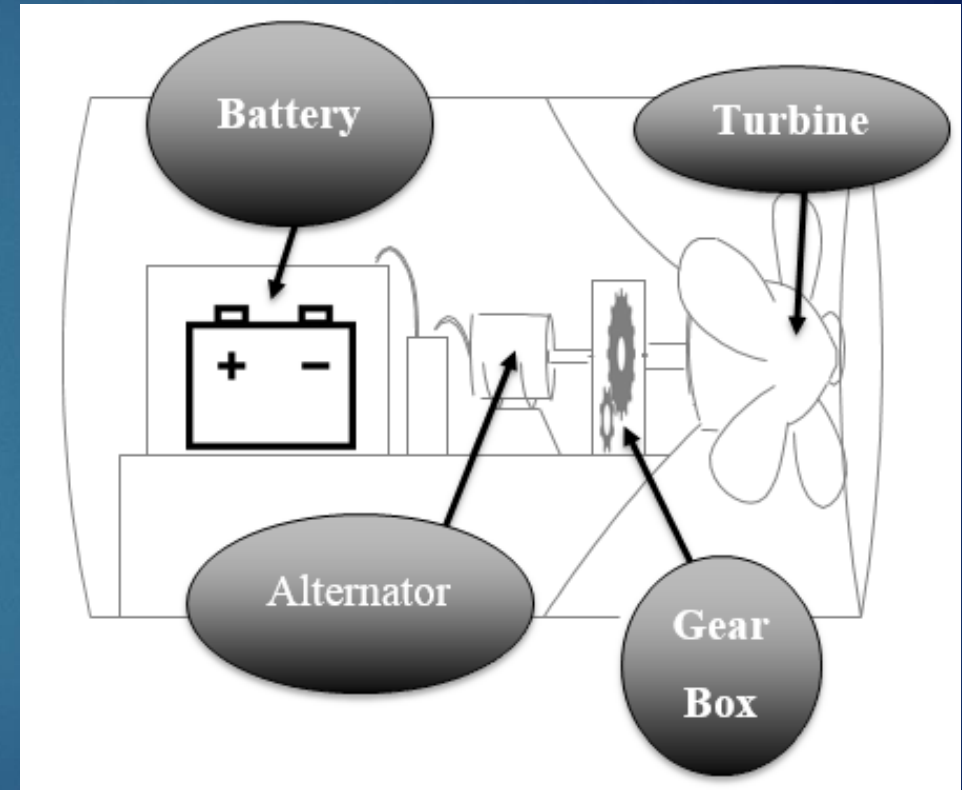 Battery
Turbine
+ −
Alternator
Gear
Box